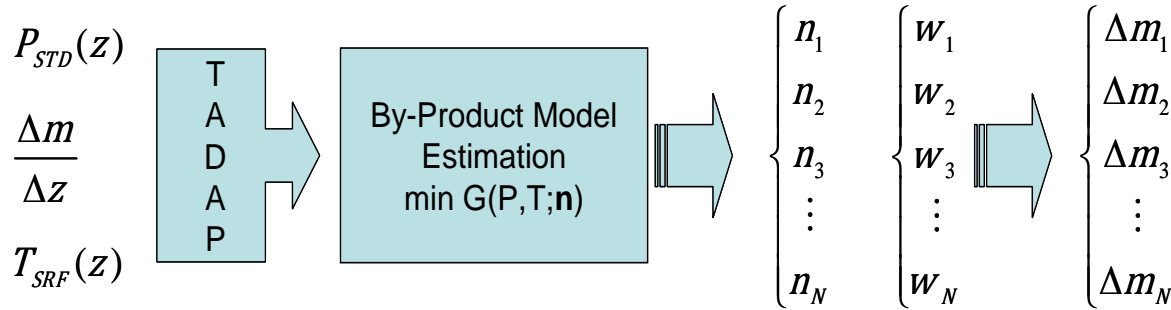 P_STD(z)
Δm
Δz
T_SRF(z)
T
A
D
A
P
By-Product Model
Estimation
min G(P,T;n)
n_1
n_2
n_3
⋮
n_N
w_1
w_2
w_3
⋮
w_N
Δm_1
Δm_2
Δm_3
⋮
Δm_N